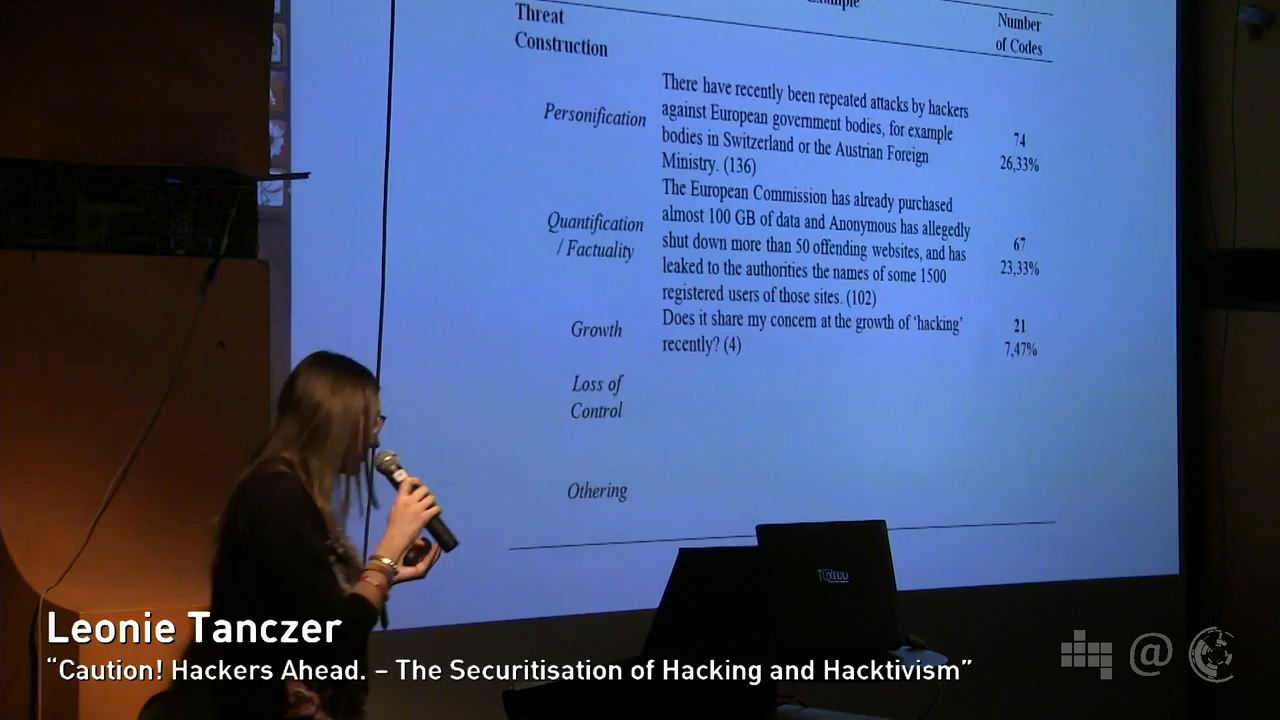 Example
Threat
Construction
Number
of Codes
Personification
There have recently been repeated attacks by hackers
against European government bodies, for example
bodies in Switzerland or the Austrian Foreign
Ministry. (136)
74
26,33%
Quantification
/ Factuality
The European Commission has already purchased
almost 100 GB of data and Anonymous has allegedly
shut down more than 50 offending websites, and has
leaked to the authorities the names of some 1500
registered users of those sites. (102)
67
23,33%
Growth
Does it share my concern at the growth of ‘hacking’
recently? (4)
21
7,47%
Loss of
Control
Othering
TUXEDO
Leonie Tanczer
“Caution! Hackers Ahead. – The Securitisation of Hacking and Hacktivism”
@